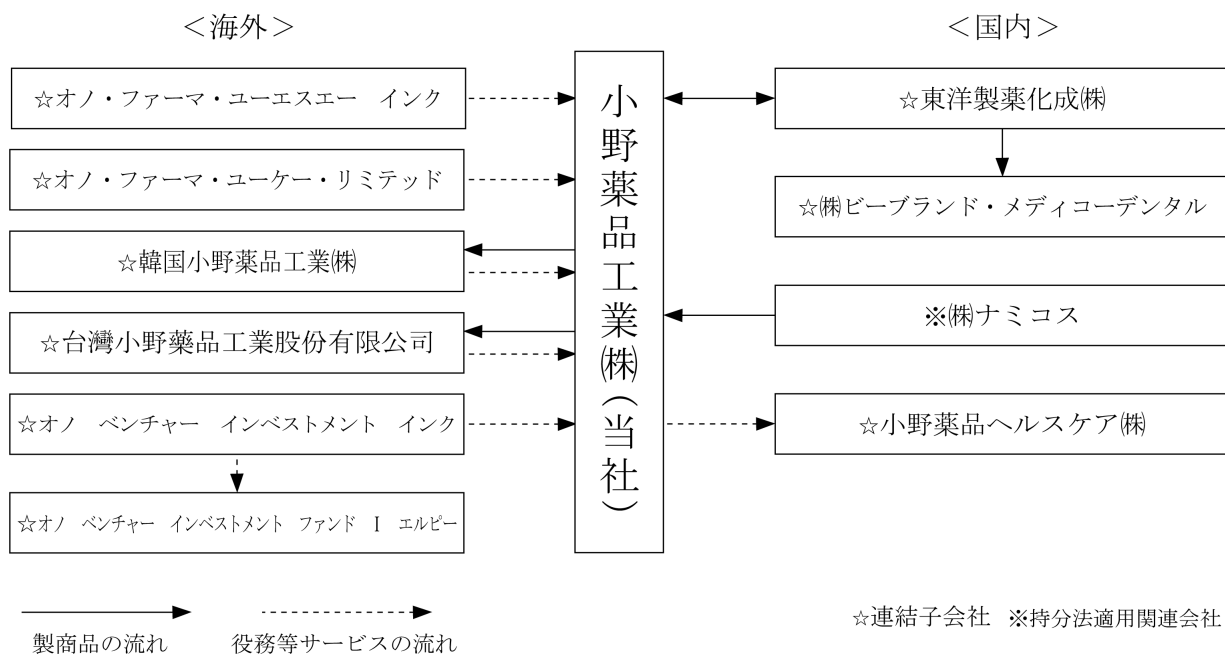 ＜海外＞
☆オノ・ファーマ・ユーエスエー　インク
☆オノ・ファーマ・ユーケー・リミテッド
☆韓国小野薬品工業㈱
☆台灣小野藥品工業股份有限公司
☆オノ　ベンチャー　インベストメント　インク
☆オノ　ベンチャー　インベストメント　ファンド　Ⅰ　エルピー
小野薬品工業㈱（当社）
＜国内＞
☆東洋製薬化成㈱
☆㈱ビーブランド・メディコーデンタル
※㈱ナミコス
☆小野薬品ヘルスケア㈱
製商品の流れ
役務等サービスの流れ
☆連結子会社　※持分法適用関連会社